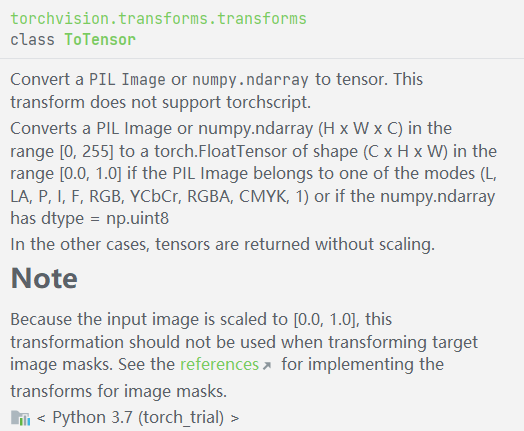 torchvision.transforms.transforms
class ToTensor
Convert a PIL Image or numpy.ndarray to tensor. This
transform does not support torchscript.
Converts a PIL Image or numpy.ndarray (H x W x C) in the
range [0, 255] to a torch.FloatTensor of shape (C x H x W) in the
range [0.0, 1.0] if the PIL Image belongs to one of the modes (L,
LA, P, I, F, RGB, YCbCr, RGBA, CMYK, 1) or if the numpy.ndarray
has dtype = np.uint8
In the other cases, tensors are returned without scaling.
Note
Because the input image is scaled to [0.0, 1.0], this
transformation should not be used when transforming target
image masks. See the references for implementing the
transforms for image masks.
< Python 3.7 (torch_trial) >